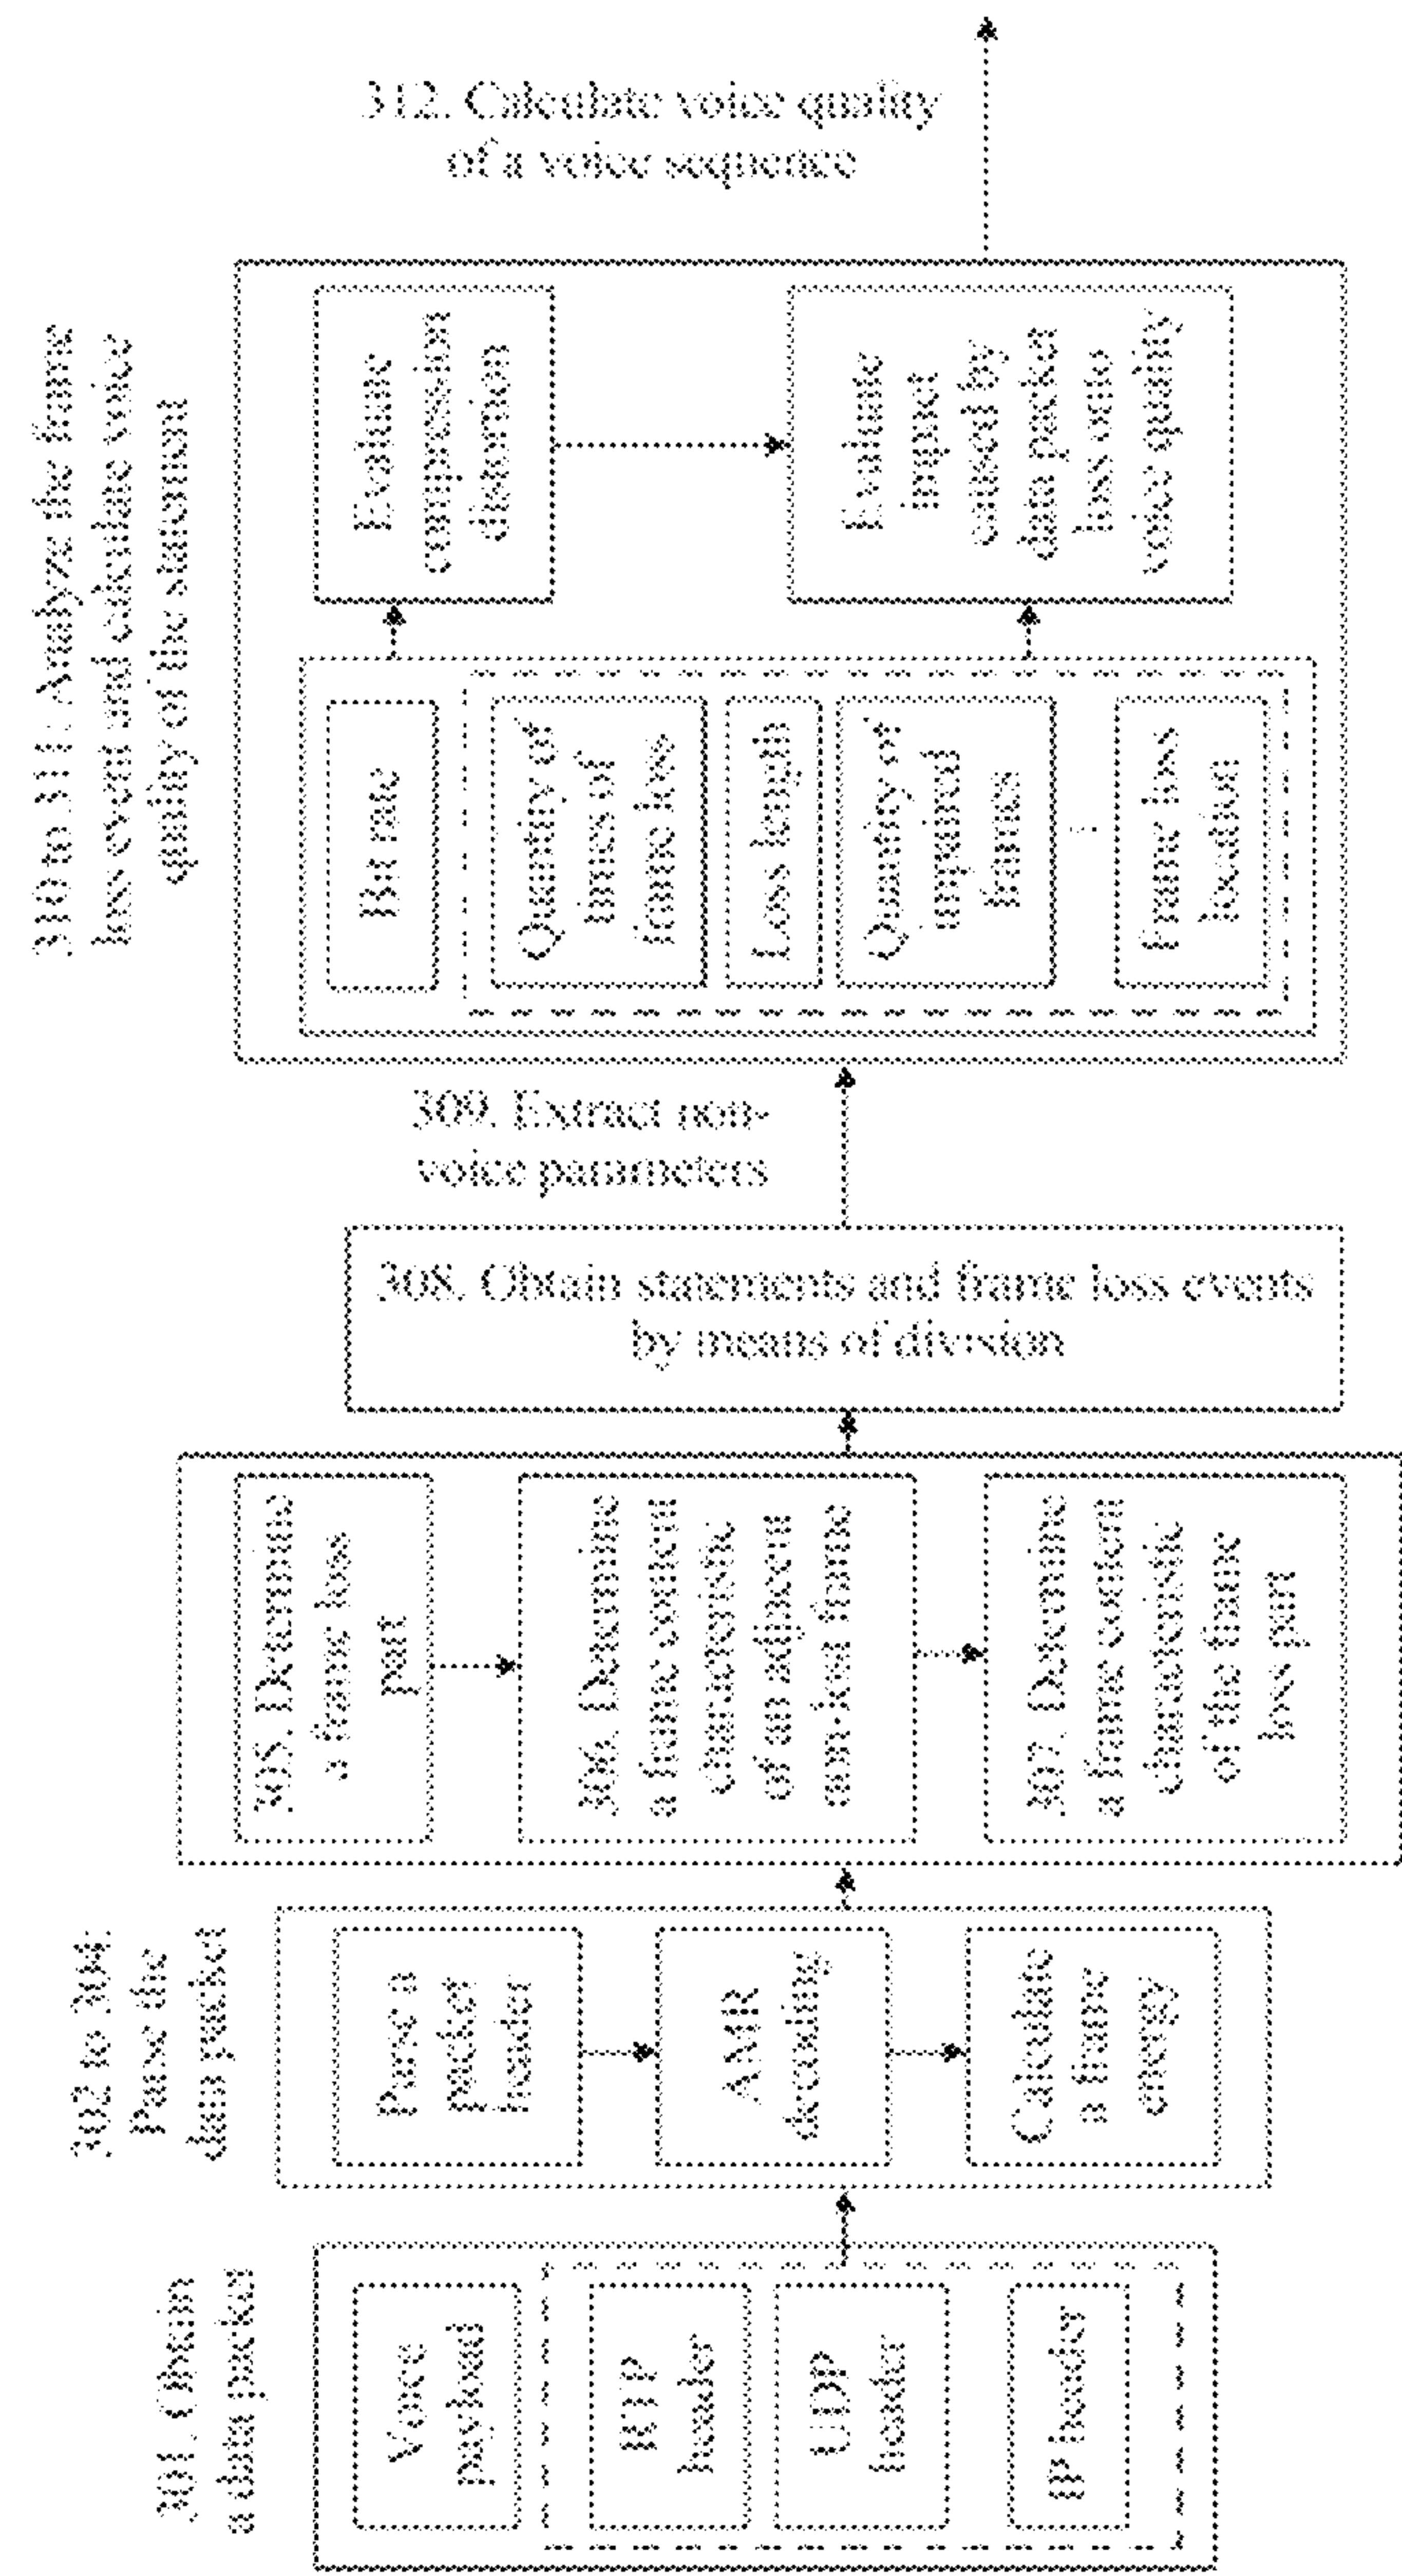 301. Obtain
a data packet
Voice
payload
RTP
header
UDP
header
IP header
302 to 304.
Parse the
data packet
Parse a
packet
header
AMR
decoding
Calculate
a frame
energy
305. Determine
a frame loss
part
306. Determine
a frame content
characteristic
of an adjacent
non-lost frame
307. Determine
a frame content
characteristic
of the frame
loss part
308. Obtain statements and frame loss events
by means of division
309. Extract non-
voice parameters
310 to 311. Analyze the frame
loss event and calculate voice
quality of the statement
Bit rate
Quantity of
times of
frame loss
Loss length
Quantity of
impaired
frames
...
Frame loss
location
Evaluate
compression
distortion
Evaluate
impact
caused by
data packet
loss onto
voice quality
312. Calculate voice quality
of a voice sequence